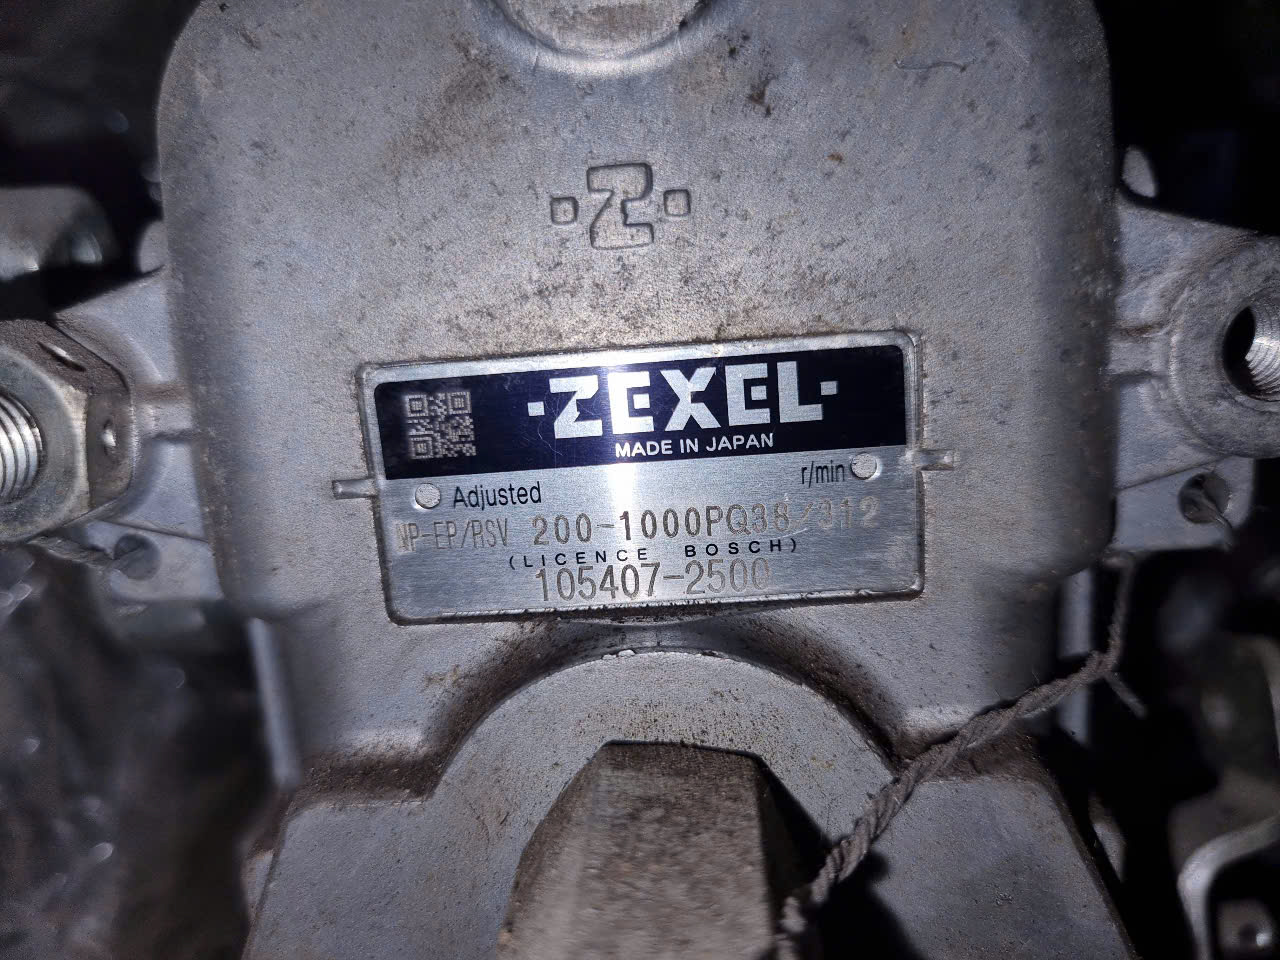 ·Z·
·ZEXEL·
MADE IN JAPAN
Adjusted r/min
NP-EP/RSV 200-1000PQ38/312
(LICENCE BOSCH)
105407-2500